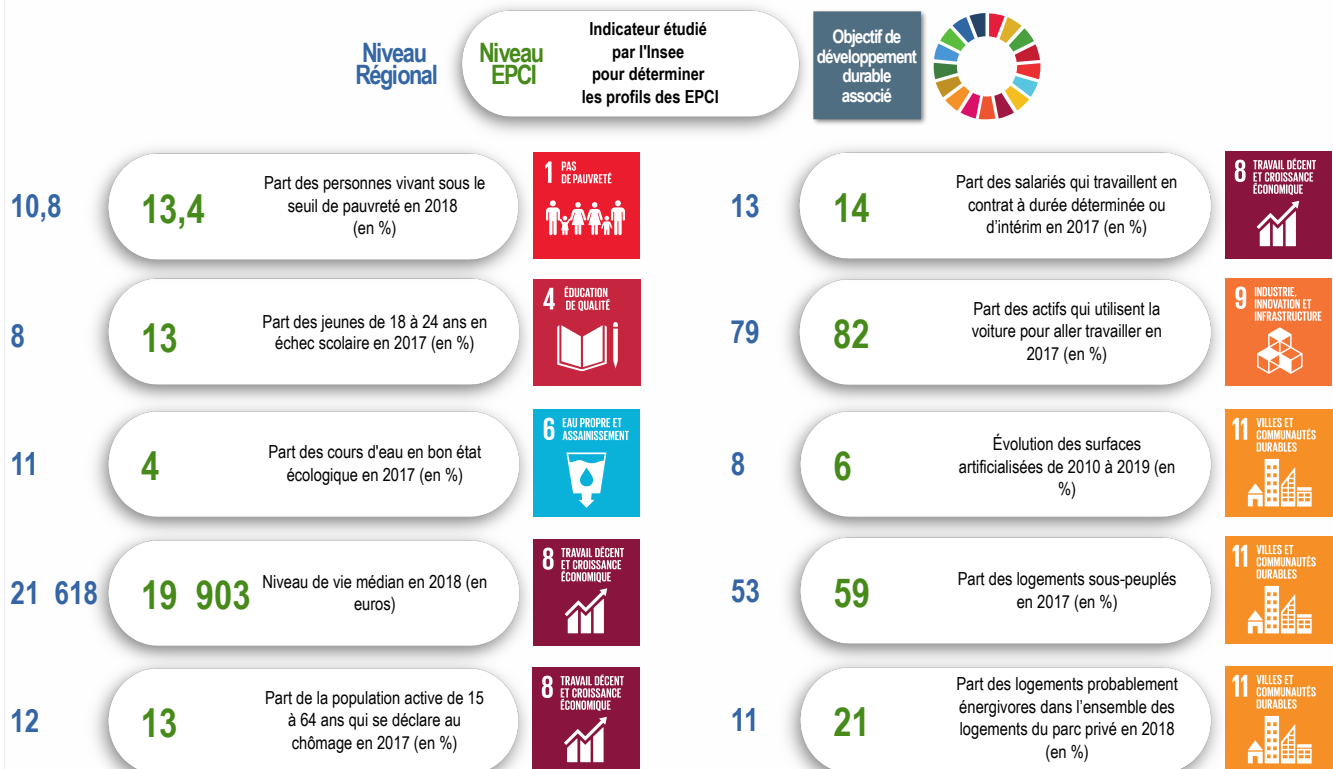 Niveau
Régional
Niveau
EPCI
Indicateur étudié
par l'Insee
pour déterminer
les profils des EPCI
Objectif de
développement
durable
associé
10,8
13,4
Part des personnes vivant sous le
seuil de pauvreté en 2018
(en %)
1 PAS
DE PAUVRETÉ
13
14
Part des salariés qui travaillent en
contrat à durée déterminée ou
d’intérim en 2017 (en %)
8 TRAVAIL DÉCENT
ET CROISSANCE
ÉCONOMIQUE
8
13
Part des jeunes de 18 à 24 ans en
échec scolaire en 2017 (en %)
4 ÉDUCATION
DE QUALITÉ
79
82
Part des actifs qui utilisent la
voiture pour aller travailler en
2017 (en %)
9 INDUSTRIE,
INNOVATION ET
INFRASTRUCTURE
11
4
Part des cours d'eau en bon état
écologique en 2017 (en %)
6 EAU PROPRE ET
ASSAINISSEMENT
8
6
Évolution des surfaces
artificialisées de 2010 à 2019 (en
%)
11 VILLES ET
COMMUNAUTÉS
DURABLES
21 618
19 903
Niveau de vie médian en 2018 (en
euros)
8 TRAVAIL DÉCENT
ET CROISSANCE
ÉCONOMIQUE
53
59
Part des logements sous-peuplés
en 2017 (en %)
11 VILLES ET
COMMUNAUTÉS
DURABLES
12
13
Part de la population active de 15
à 64 ans qui se déclare au
chômage en 2017 (en %)
8 TRAVAIL DÉCENT
ET CROISSANCE
ÉCONOMIQUE
11
21
Part des logements probablement
énergivores dans l’ensemble des
logements du parc privé en 2018
(en %)
11 VILLES ET
COMMUNAUTÉS
DURABLES